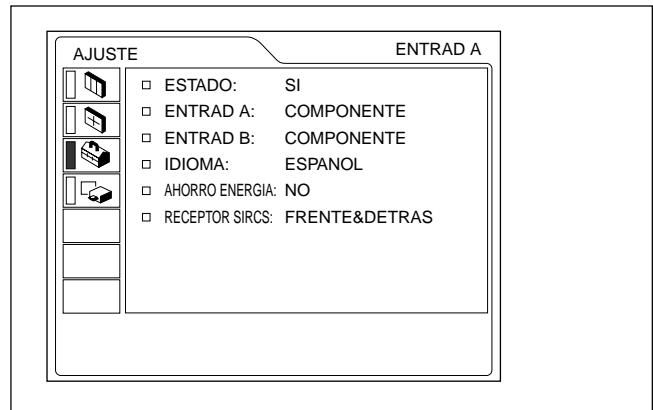 AJUSTE ENTRAD A
ESTADO: SI
ENTRAD A: COMPONENTE
ENTRAD B: COMPONENTE
IDIOMA: ESPANOL
AHORRO ENERGIA: NO
RECEPTOR SIRCS: FRENTE&DETRAS